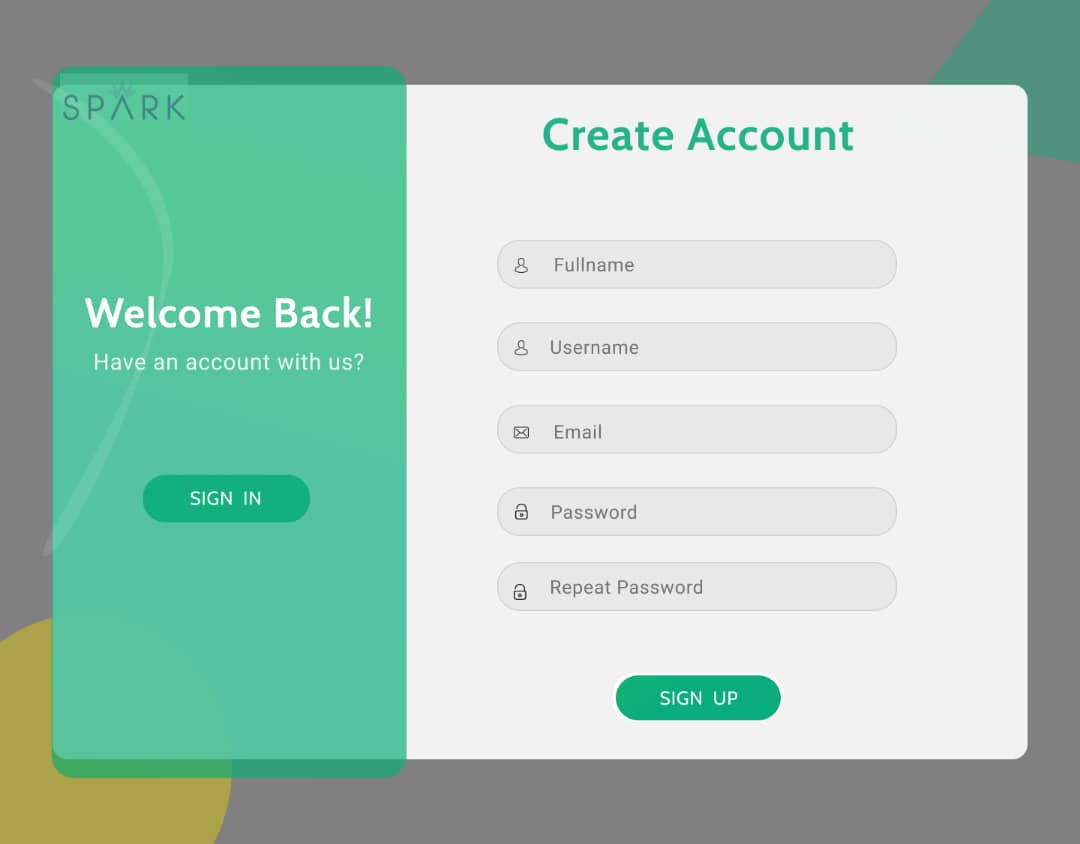 SPARK
Welcome Back!
Have an account with us?
SIGN IN
Create Account
Fullname
Username
Email
Password
Repeat Password
SIGN UP